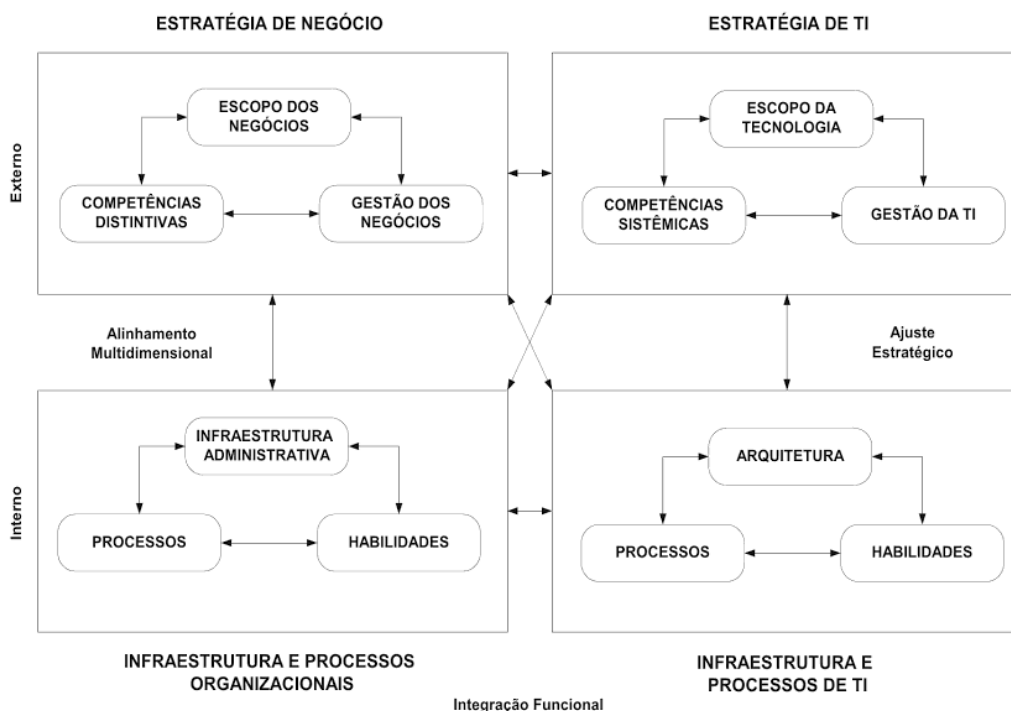 ESTRATÉGIA DE NEGÓCIO
ESTRATÉGIA DE TI
Externo
ESCOPO DOS
NEGÓCIOS
COMPETÊNCIAS
DISTINTIVAS
GESTÃO DOS
NEGÓCIOS
ESCOPO DA
TECNOLOGIA
COMPETÊNCIAS
SISTÊMICAS
GESTÃO DA TI
Alinhamento
Multidimensional
Ajuste
Estratégico
Interno
INFRAESTRUTURA
ADMINISTRATIVA
PROCESSOS
HABILIDADES
ARQUITETURA
PROCESSOS
HABILIDADES
INFRAESTRUTURA E PROCESSOS
ORGANIZACIONAIS
INFRAESTRUTURA E
PROCESSOS DE TI
Integração Funcional